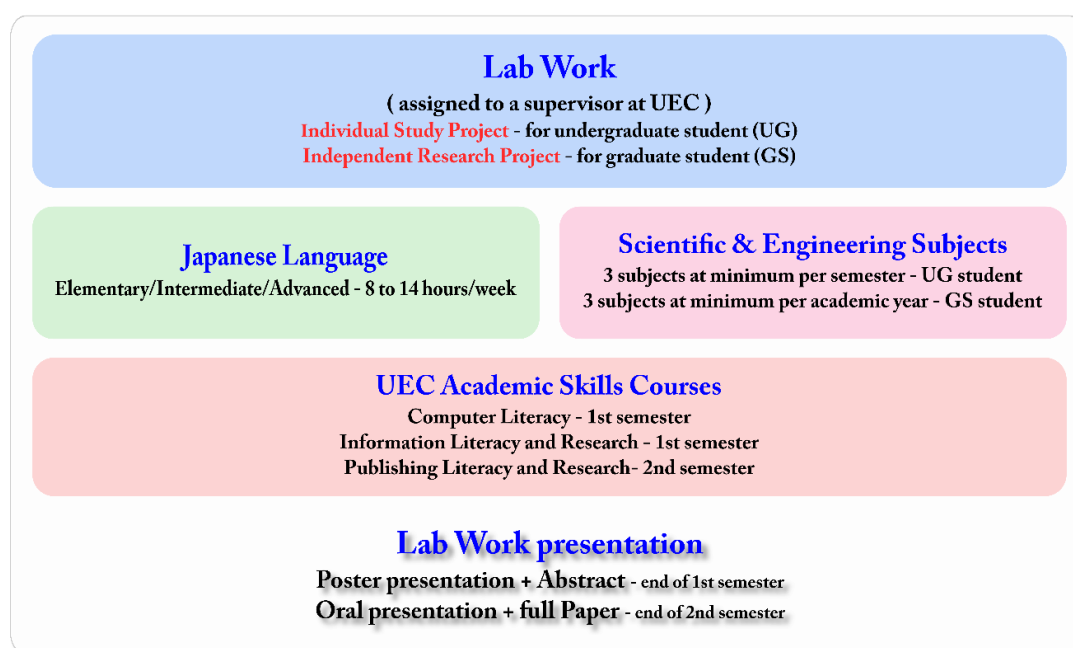 Lab Work
( assigned to a supervisor at UEC )
Individual Study Project - for undergraduate student (UG)
Independent Research Project - for graduate student (GS)
Japanese Language
Elementary/Intermediate/Advanced - 8 to 14 hours/week
Scientific & Engineering Subjects
3 subjects at minimum per semester - UG student
3 subjects at minimum per academic year - GS student
UEC Academic Skills Courses
Computer Literacy - 1st semester
Information Literacy and Research - 1st semester
Publishing Literacy and Research- 2nd semester
Lab Work presentation
Poster presentation + Abstract - end of 1st semester
Oral presentation + full Paper - end of 2nd semester